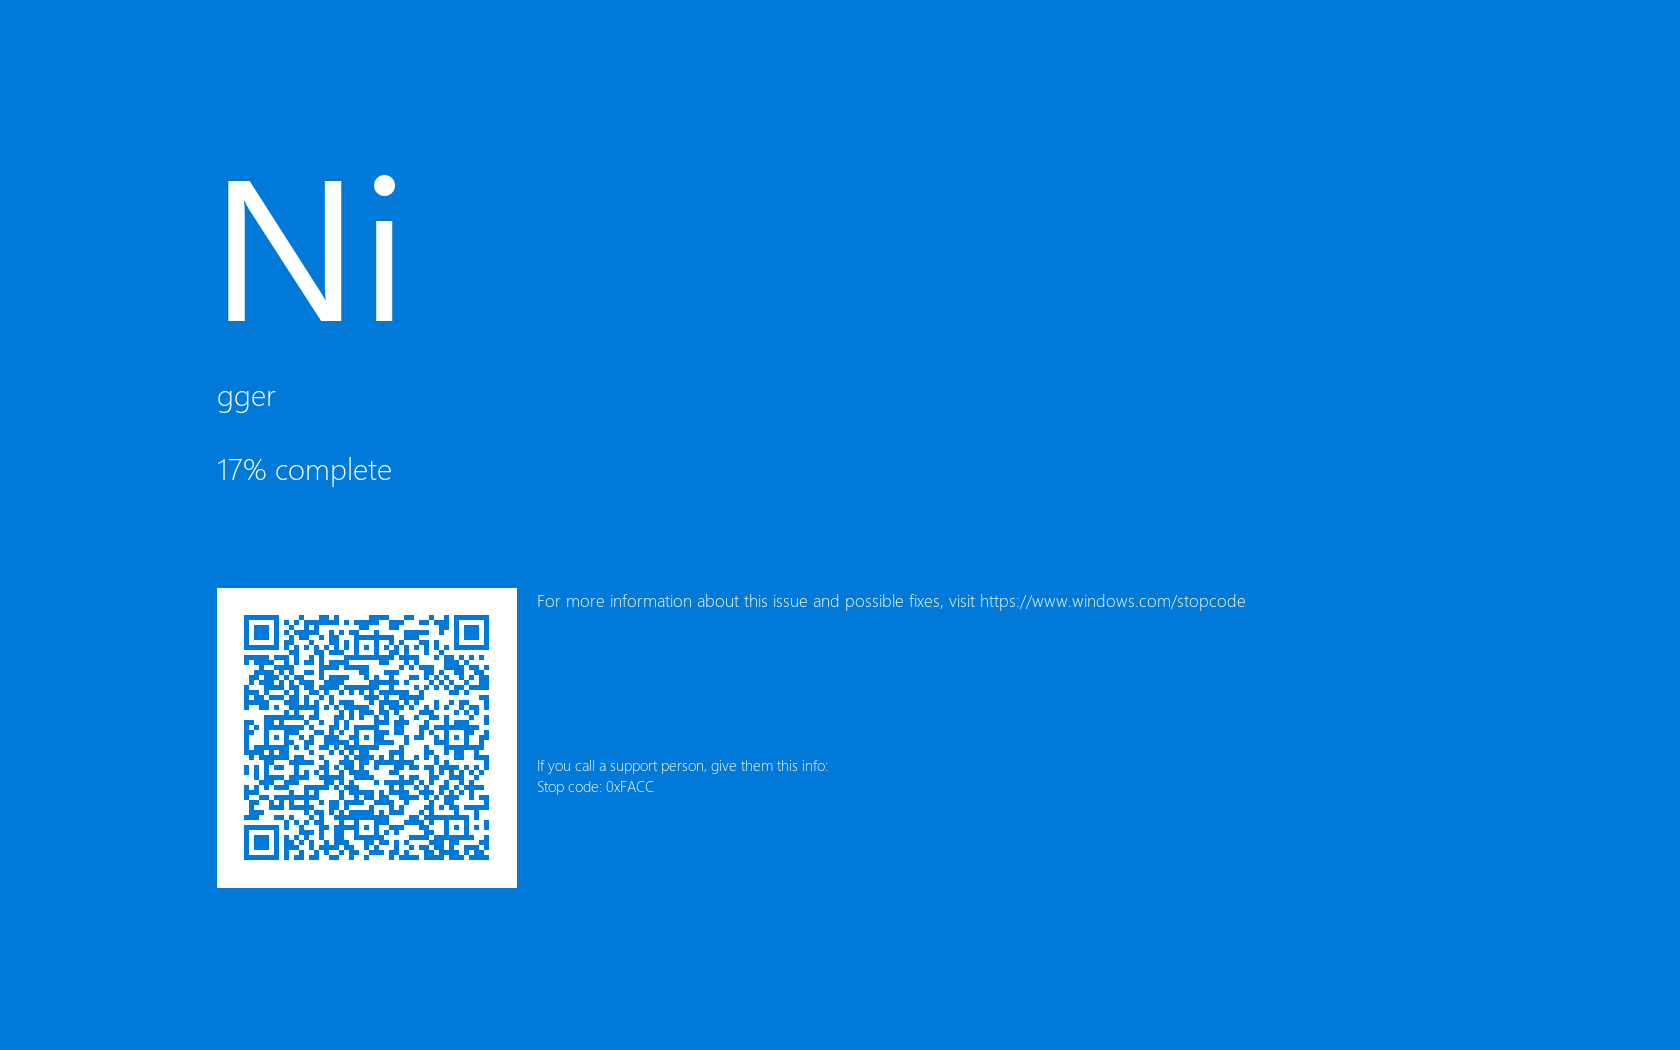 Ni
gger
17% complete
For more information about this issue and possible fixes, visit https://www.windows.com/stopcode
If you call a support person, give them this info:
Stop code: 0xFACC